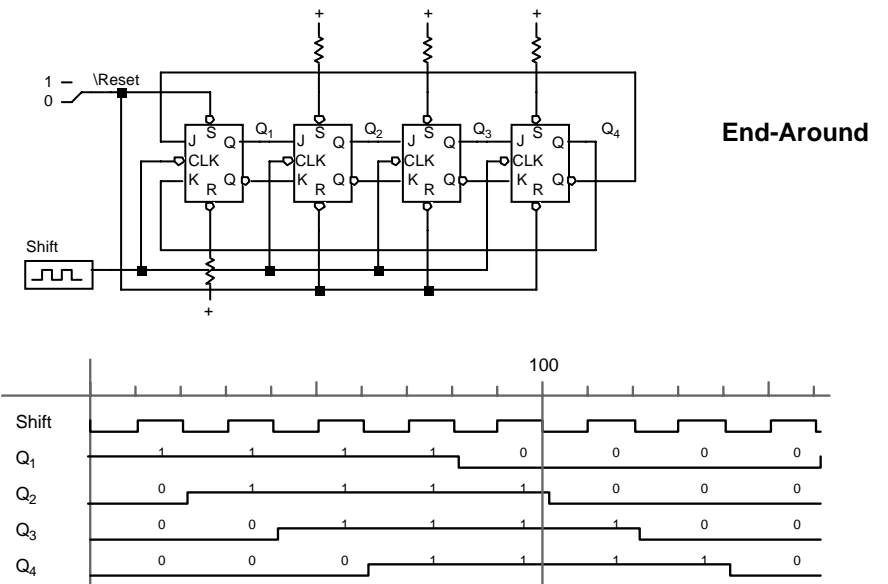 + + +
1 \Reset
0
S S S S
J Q Q1 J Q Q2 J Q Q3 J Q Q4
End-Around
CLK CLK CLK CLK
K Q K Q K Q K Q
R R R R
Shift
+
100
Shift
Q1 1 1 1 1 0 0 0 0
Q2 0 1 1 1 1 0 0 0
Q3 0 0 1 1 1 1 0 0
Q4 0 0 0 1 1 1 1 0